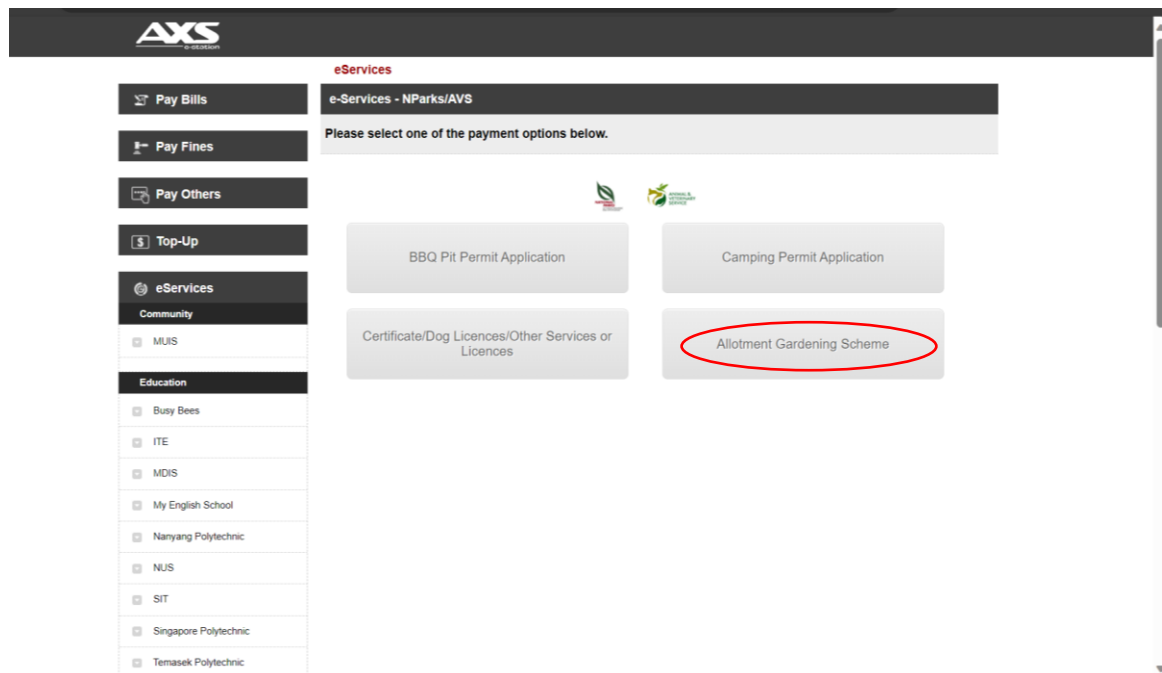 AXS
e-station
eServices
Pay Bills
e-Services - NParks/AVS
Please select one of the payment options below.
Pay Fines
Pay Others
ANIMAL &
VETERINARY
SERVICE
Top-Up
BBQ Pit Permit Application
Camping Permit Application
eServices
Community
MUIS
Certificate/Dog Licences/Other Services or
Licences
Allotment Gardening Scheme
Education
Busy Bees
ITE
MDIS
My English School
Nanyang Polytechnic
NUS
SIT
Singapore Polytechnic
Temasek Polytechnic